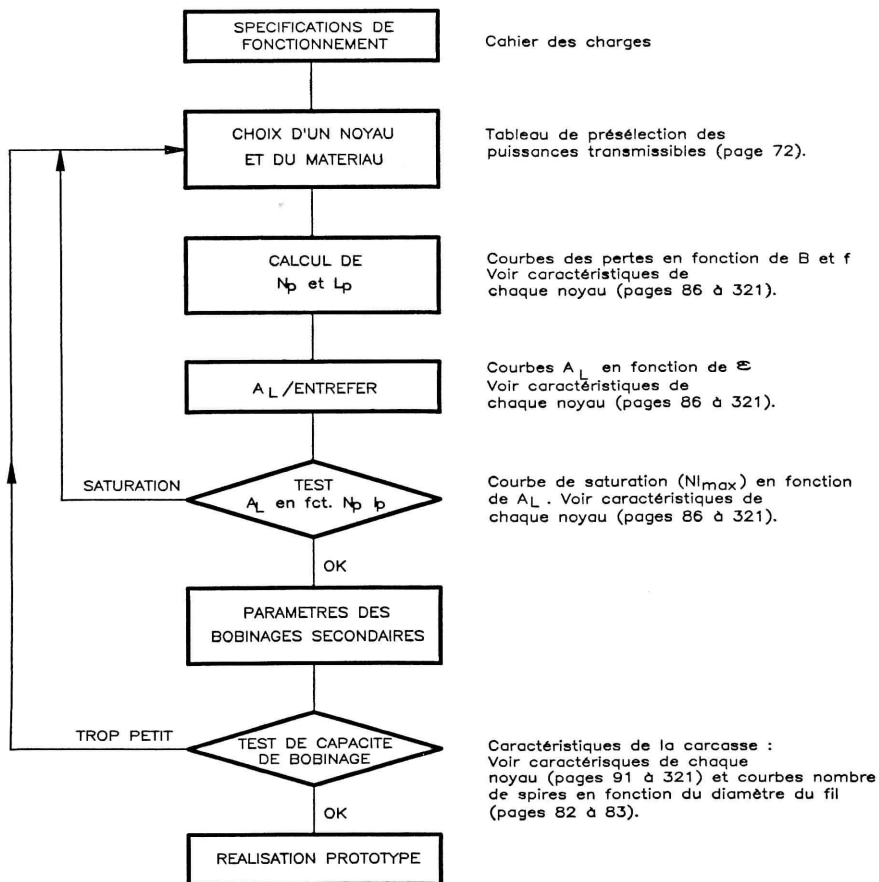 SPECIFICATIONS DE
FONCTIONNEMENT
Cahier des charges
CHOIX D'UN NOYAU
ET DU MATERIAU
Tableau de présélection des
puissances transmissibles (page 72).
CALCUL DE
Np et Lp
Courbes des pertes en fonction de B et f
Voir caractéristiques de
chaque noyau (pages 86 à 321).
AL/ENTREFER
Courbes AL en fonction de ε
Voir caractéristiques de
chaque noyau (pages 86 à 321).
SATURATION
TEST
AL en fct. Np Ip
Courbe de saturation (NImax) en fonction
de AL. Voir caractéristiques de
chaque noyau (pages 86 à 321).
OK
PARAMETRES DES
BOBINAGES SECONDAIRES
TROP PETIT
TEST DE CAPACITE
DE BOBINAGE
Caractéristiques de la carcasse :
Voir caractérisques de chaque
noyau (pages 91 à 321) et courbes nombre
de spires en fonction du diamètre du fil
(pages 82 à 83).
OK
REALISATION PROTOTYPE